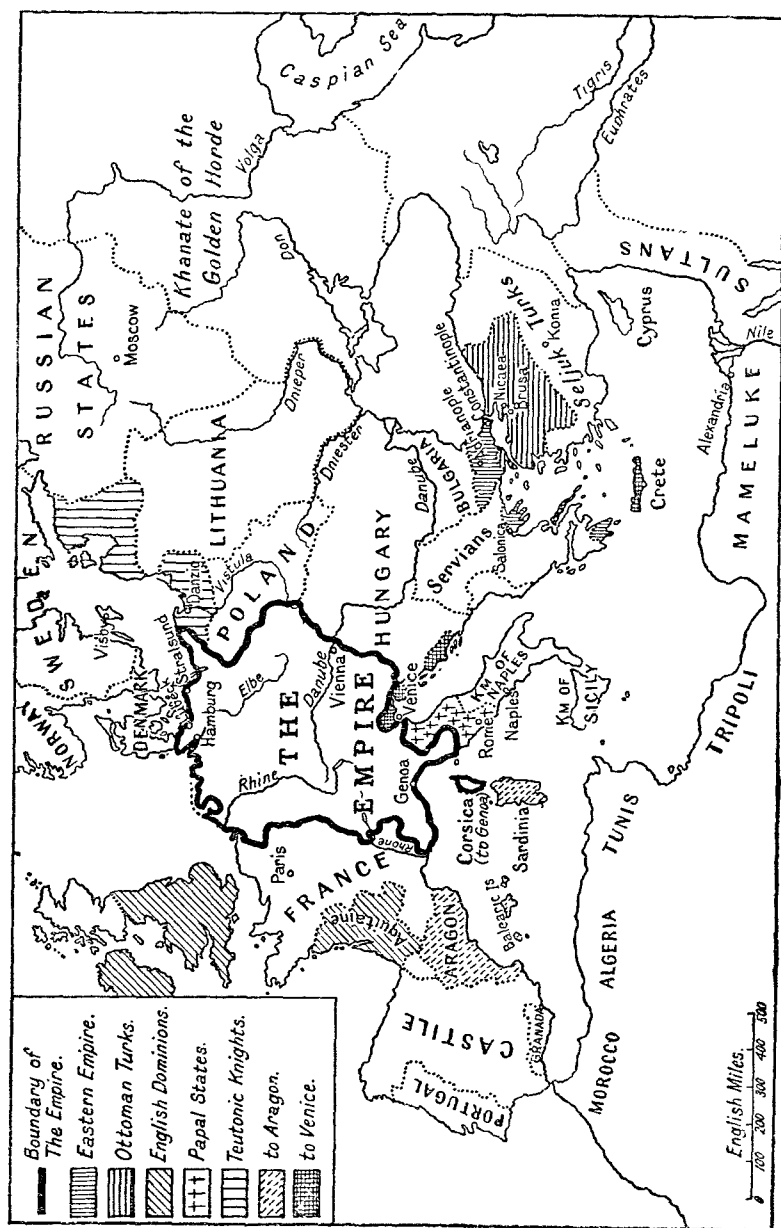 Boundary of
The Empire.
Eastern Empire.
Ottoman Turks.
English Dominions.
Papal States.
Teutonic Knights.
to Aragon.
to Venice.
English Miles.
0 100 200 300 400 500
NORWAY
SWEDEN
Visby
DENMARK
Stralsund
Hamburg
Danzig
RUSSIAN
STATES
Moscow
Khanate of the
Golden Horde
Volga
Don
Caspian Sea
LITHUANIA
Dnieper
Dniester
Vistula
POLAND
Elbe
Rhine
THE
EMPIRE
Danube
Vienna
HUNGARY
Danube
Paris
FRANCE
Rhone
Aquitaine
ARAGON
CASTILE
PORTUGAL
GRANADA
Balearic Is
Genoa
Venice
Corsica
(to Genoa)
Sardinia
Rome
KM OF
NAPLES
Naples
KM OF
SICILY
Servians
BULGARIA
Salonica
Constantinople
Nicaea
Brusa
Seljuk Turks
Konia
Crete
Cyprus
Tigris
Euphrates
MAMELUKE
SULTANS
Alexandria
Nile
MOROCCO
ALGERIA
TUNIS
TRIPOLI